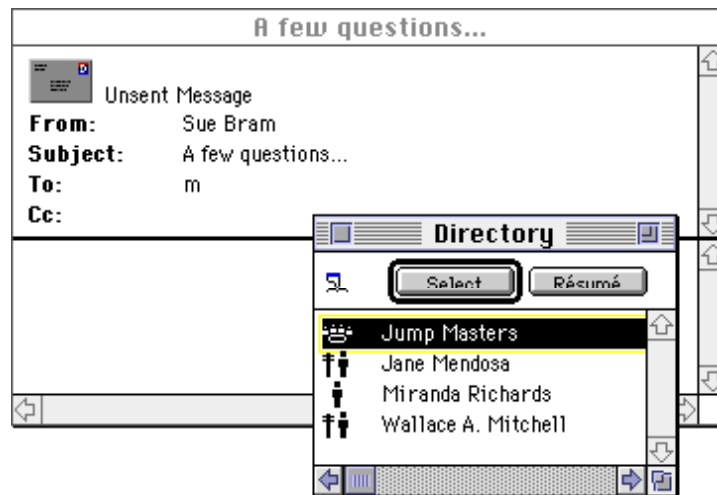 A few questions...
Unsent Message
From: Sue Bram
Subject: A few questions...
To: m
Cc:
Directory
Select Résumé
Jump Masters
Jane Mendosa
Miranda Richards
Wallace A. Mitchell